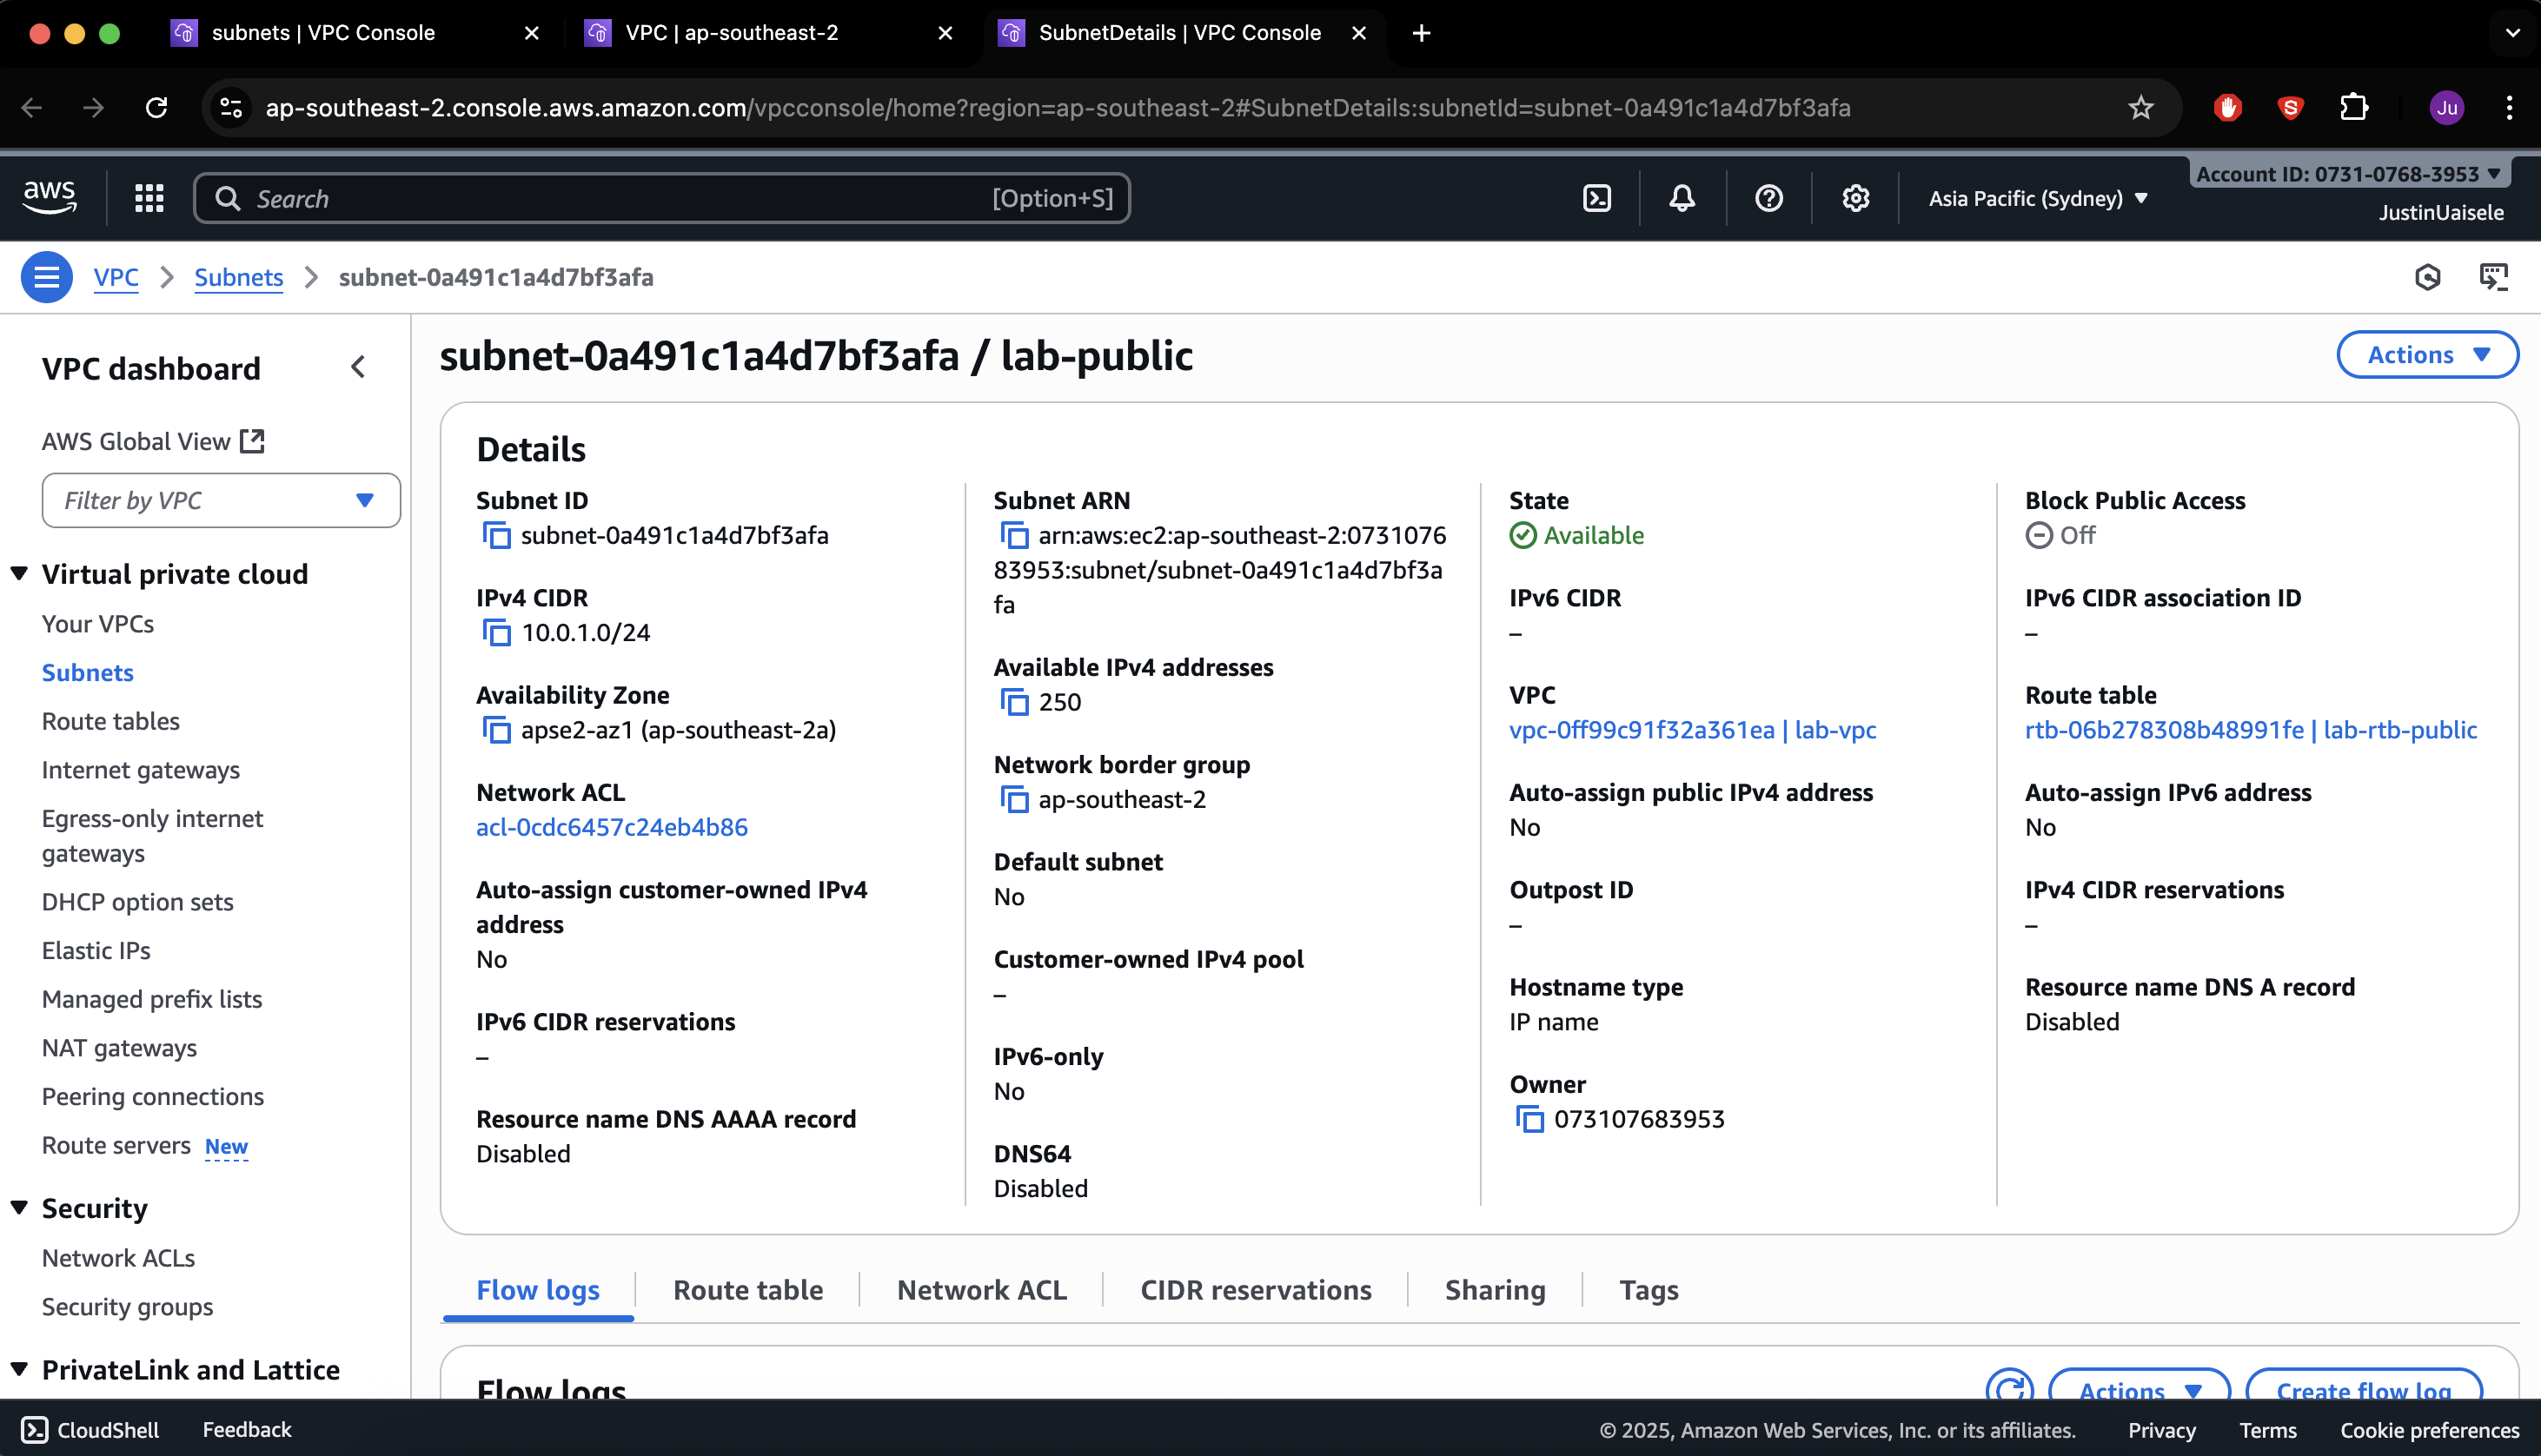 subnets | VPC Console
VPC | ap-southeast-2
SubnetDetails | VPC Console
ap-southeast-2.console.aws.amazon.com/vpcconsole/home?region=ap-southeast-2#SubnetDetails:subnetId=subnet-0a491c1a4d7bf3afa
S
Ju
aws
Search
[Option+S]
Asia Pacific (Sydney)
Account ID: 0731-0768-3953
JustinUaisele
VPC
Subnets
subnet-0a491c1a4d7bf3afa
VPC dashboard
AWS Global View
Filter by VPC
Virtual private cloud
Your VPCs
Subnets
Route tables
Internet gateways
Egress-only internet
gateways
DHCP option sets
Elastic IPs
Managed prefix lists
NAT gateways
Peering connections
Route servers New
Security
Network ACLs
Security groups
PrivateLink and Lattice
subnet-0a491c1a4d7bf3afa / lab-public
Actions
Details
Subnet ID
subnet-0a491c1a4d7bf3afa
IPv4 CIDR
10.0.1.0/24
Availability Zone
apse2-az1 (ap-southeast-2a)
Network ACL
acl-0cdc6457c24eb4b86
Auto-assign customer-owned IPv4
address
No
IPv6 CIDR reservations
–
Resource name DNS AAAA record
Disabled
Subnet ARN
arn:aws:ec2:ap-southeast-2:0731076
83953:subnet/subnet-0a491c1a4d7bf3a
fa
Available IPv4 addresses
250
Network border group
ap-southeast-2
Default subnet
No
Customer-owned IPv4 pool
–
IPv6-only
No
DNS64
Disabled
State
Available
IPv6 CIDR
–
VPC
vpc-0ff99c91f32a361ea | lab-vpc
Auto-assign public IPv4 address
No
Outpost ID
–
Hostname type
IP name
Owner
073107683953
Block Public Access
Off
IPv6 CIDR association ID
–
Route table
rtb-06b278308b48991fe | lab-rtb-public
Auto-assign IPv6 address
No
IPv4 CIDR reservations
–
Resource name DNS A record
Disabled
Flow logs
Route table
Network ACL
CIDR reservations
Sharing
Tags
Flow logs
Actions
Create flow log
CloudShell
Feedback
© 2025, Amazon Web Services, Inc. or its affiliates.
Privacy
Terms
Cookie preferences